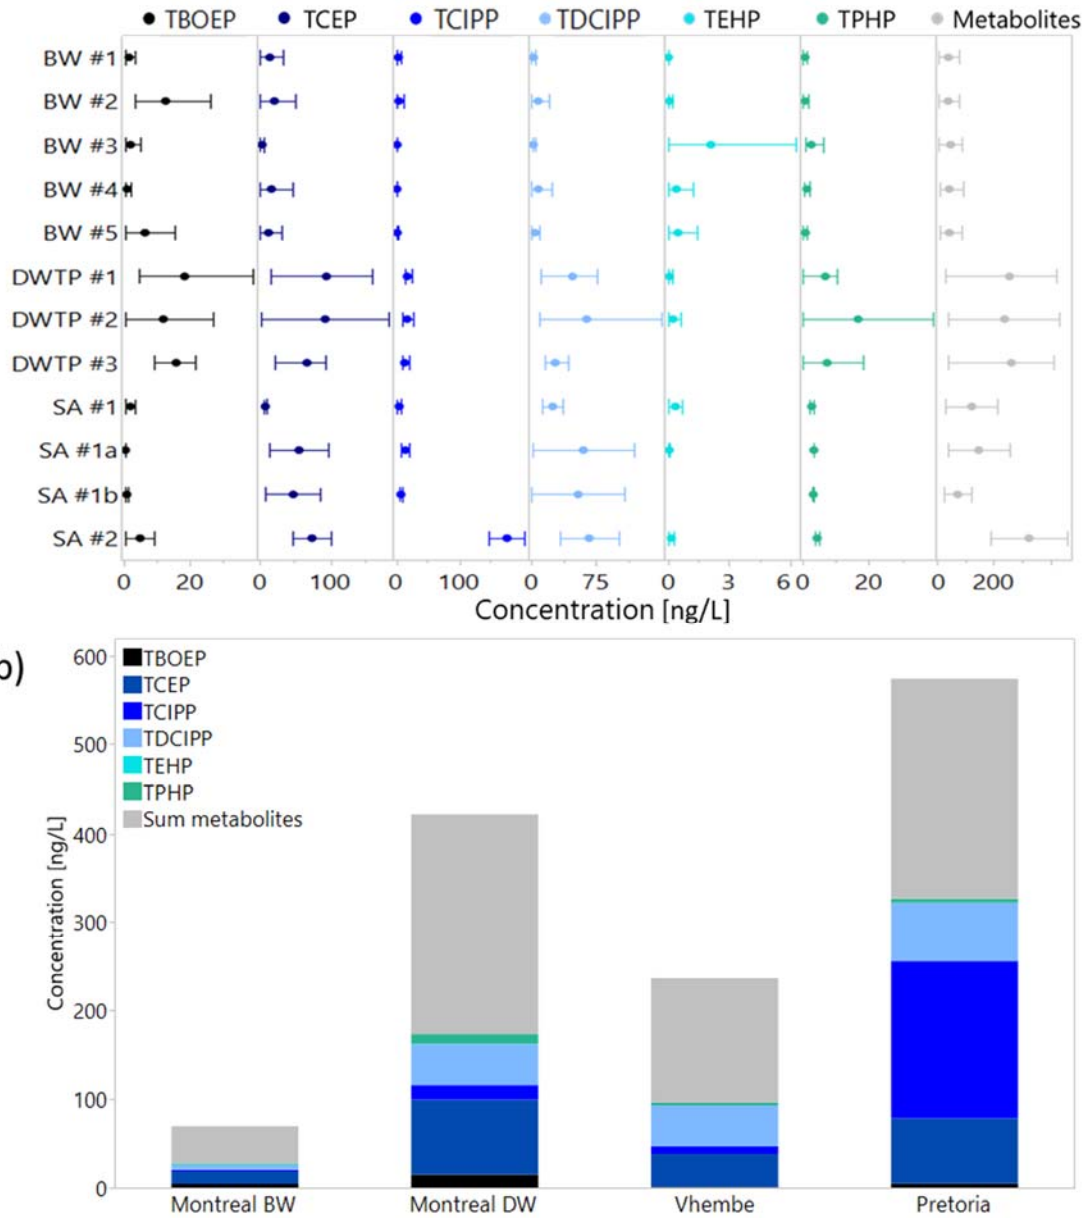 TBOEP TCEP TCIPP TDCIPP TEHP TPHP Metabolites
BW #1
BW #2
BW #3
BW #4
BW #5
DWTP #1
DWTP #2
DWTP #3
SA #1
SA #1a
SA #1b
SA #2
0 20 0 100 0 100 0 75 0 3 6 0 20 0 200
Concentration [ng/L]
b)
600
500
400
300
200
100
0
Concentration [ng/L]
TBOEP
TCEP
TCIPP
TDCIPP
TEHP
TPHP
Sum metabolites
Montreal BW Montreal DW Vhembe Pretoria